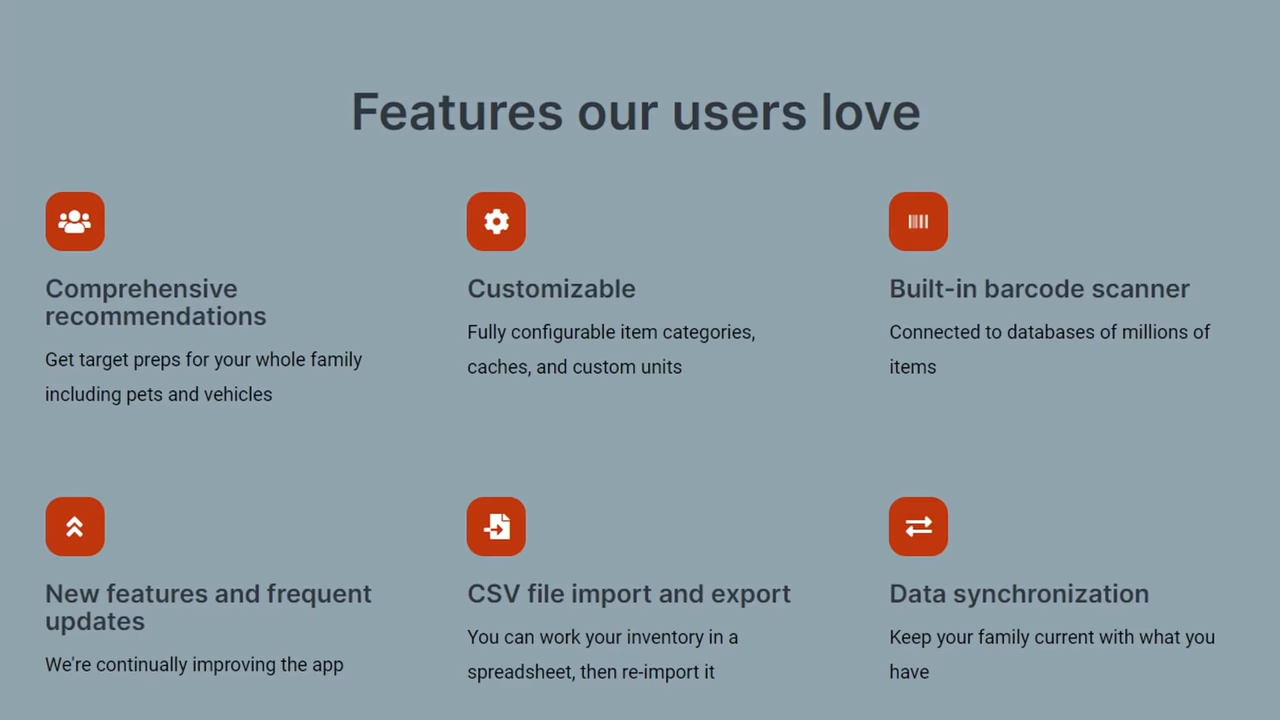 Features our users love
Comprehensive
recommendations
Get target preps for your whole family
including pets and vehicles
Customizable
Fully configurable item categories,
caches, and custom units
Built-in barcode scanner
Connected to databases of millions of
items
New features and frequent
updates
We're continually improving the app
CSV file import and export
You can work your inventory in a
spreadsheet, then re-import it
Data synchronization
Keep your family current with what you
have